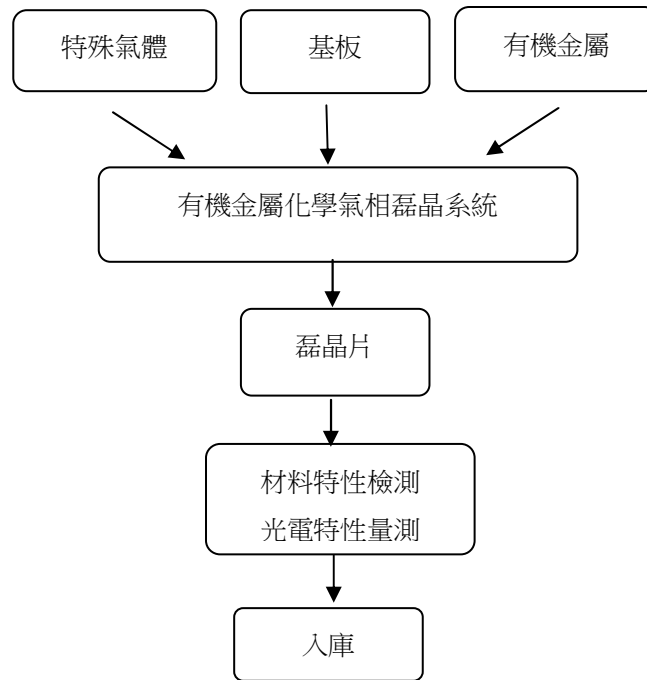 特殊氣體
基板
有機金屬
有機金屬化學氣相磊晶系統
磊晶片
材料特性檢測
光電特性量測
入庫